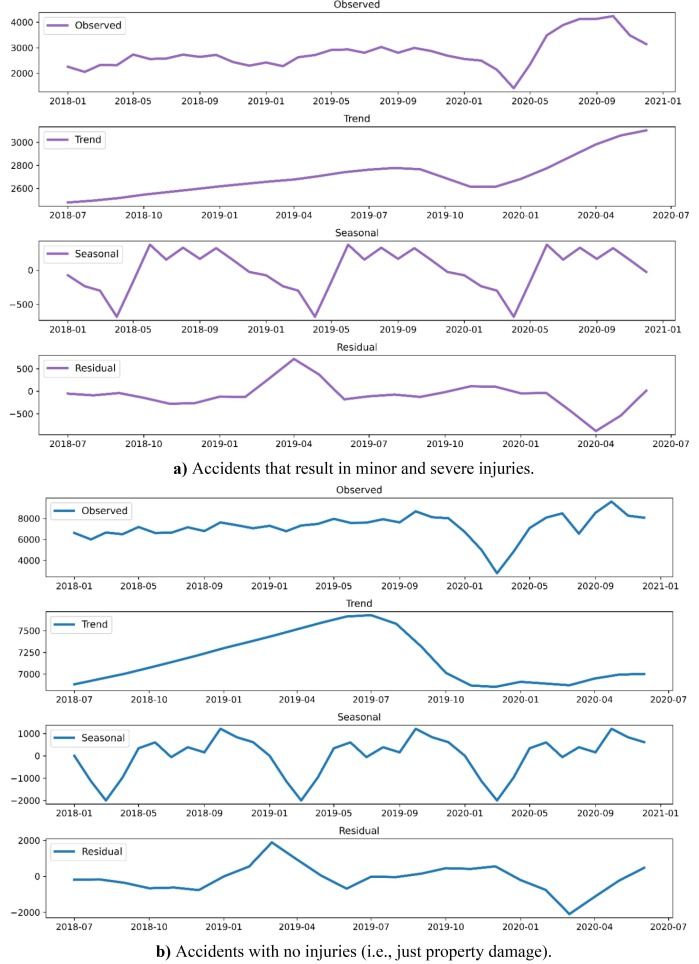 Observed
Observed
4000
3000
2000
2018-01 2018-05 2018-09 2019-01 2019-05 2019-09 2020-01 2020-05 2020-09 2021-01
Trend
Trend
3000
2800
2600
2018-07 2018-10 2019-01 2019-04 2019-07 2019-10 2020-01 2020-04 2020-07
Seasonal
Seasonal
0
−500
2018-01 2018-05 2018-09 2019-01 2019-05 2019-09 2020-01 2020-05 2020-09 2021-01
Residual
Residual
500
0
−500
2018-07 2018-10 2019-01 2019-04 2019-07 2019-10 2020-01 2020-04 2020-07
a) Accidents that result in minor and severe injuries.
Observed
Observed
8000
6000
4000
2018-01 2018-05 2018-09 2019-01 2019-05 2019-09 2020-01 2020-05 2020-09 2021-01
Trend
Trend
7500
7250
7000
2018-07 2018-10 2019-01 2019-04 2019-07 2019-10 2020-01 2020-04 2020-07
Seasonal
Seasonal
1000
0
−1000
−2000
2018-01 2018-05 2018-09 2019-01 2019-05 2019-09 2020-01 2020-05 2020-09 2021-01
Residual
Residual
2000
0
−2000
2018-07 2018-10 2019-01 2019-04 2019-07 2019-10 2020-01 2020-04 2020-07
b) Accidents with no injuries (i.e., just property damage).